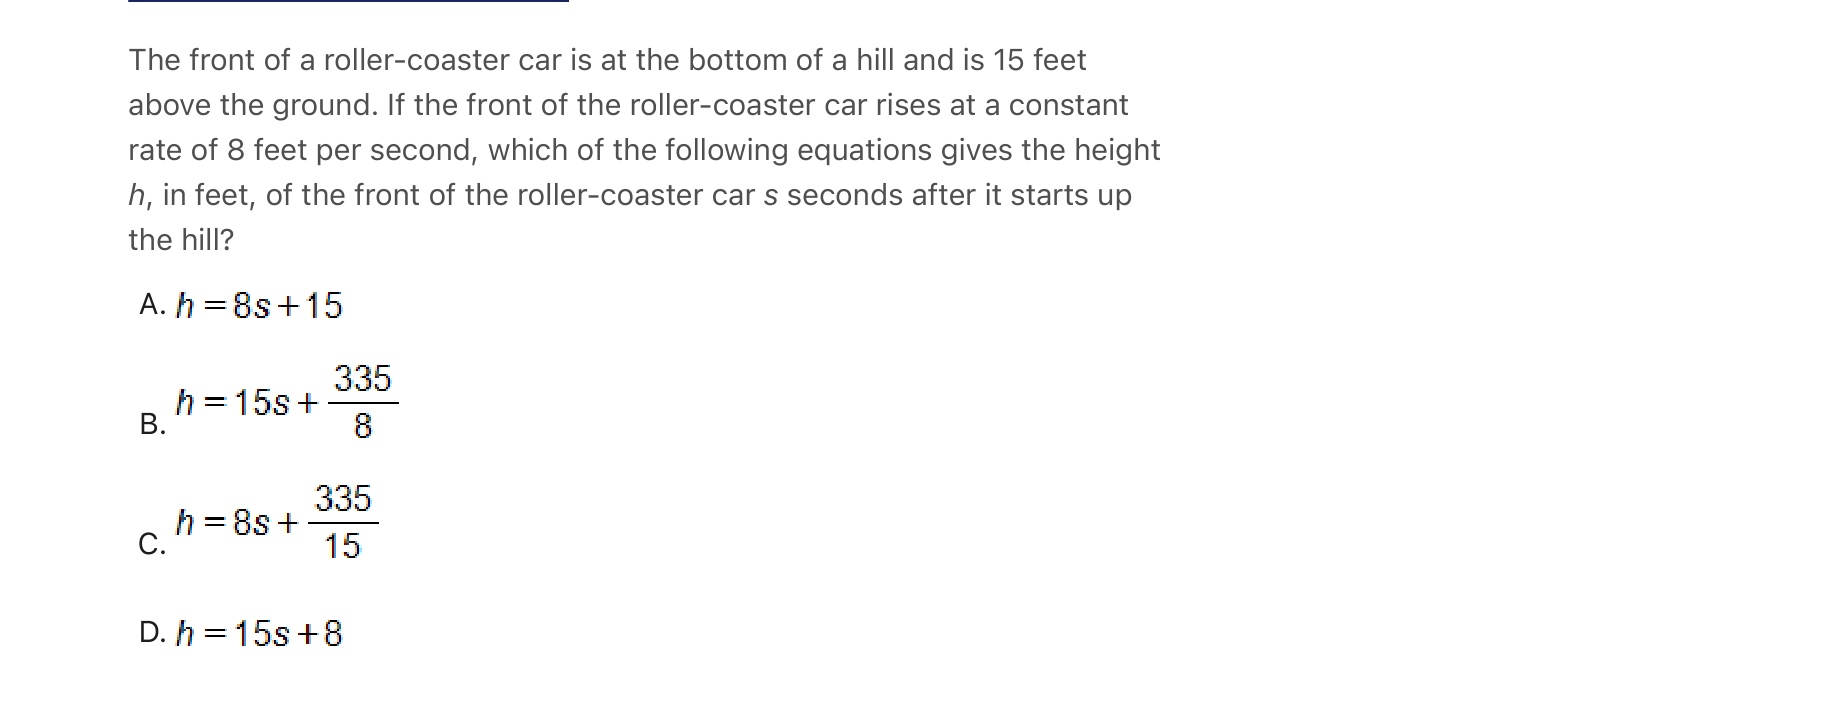 The front of a roller-coaster car is at the bottom of a hill and is 15 feet
above the ground. If the front of the roller-coaster car rises at a constant
rate of 8 feet per second, which of the following equations gives the height
h, in feet, of the front of the roller-coaster car s seconds after it starts up
the hill?
A. h = 8s + 15
B. h = 15s + 335/8
C. h = 8s + 335/15
D. h = 15s + 8